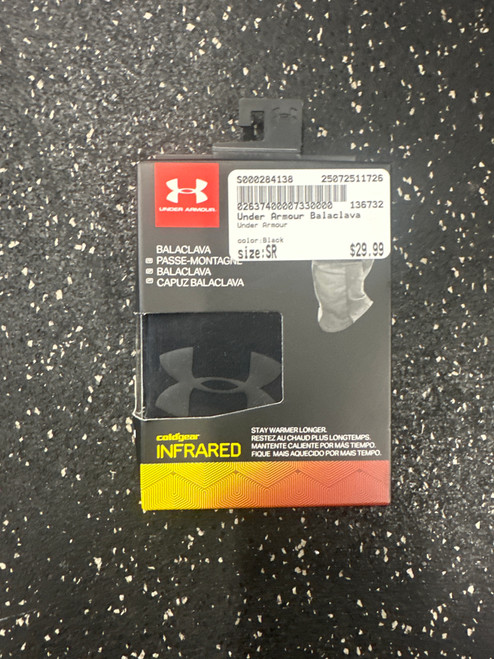 S000284138 25072511726
02637400007330000 136732
Under Armour Balaclava
Under Armour
color:Black
size:SR $29.99
UNDER ARMOUR.
BALACLAVA
PASSE-MONTAGNE
BALACLAVA
CAPUZ BALACLAVA
coldgear
INFRARED
STAY WARMER LONGER.
RESTEZ AU CHAUD PLUS LONGTEMPS.
MANTENTE CALIENTE POR MÁS TIEMPO.
FIQUE MAIS AQUECIDO POR MAIS TEMPO.